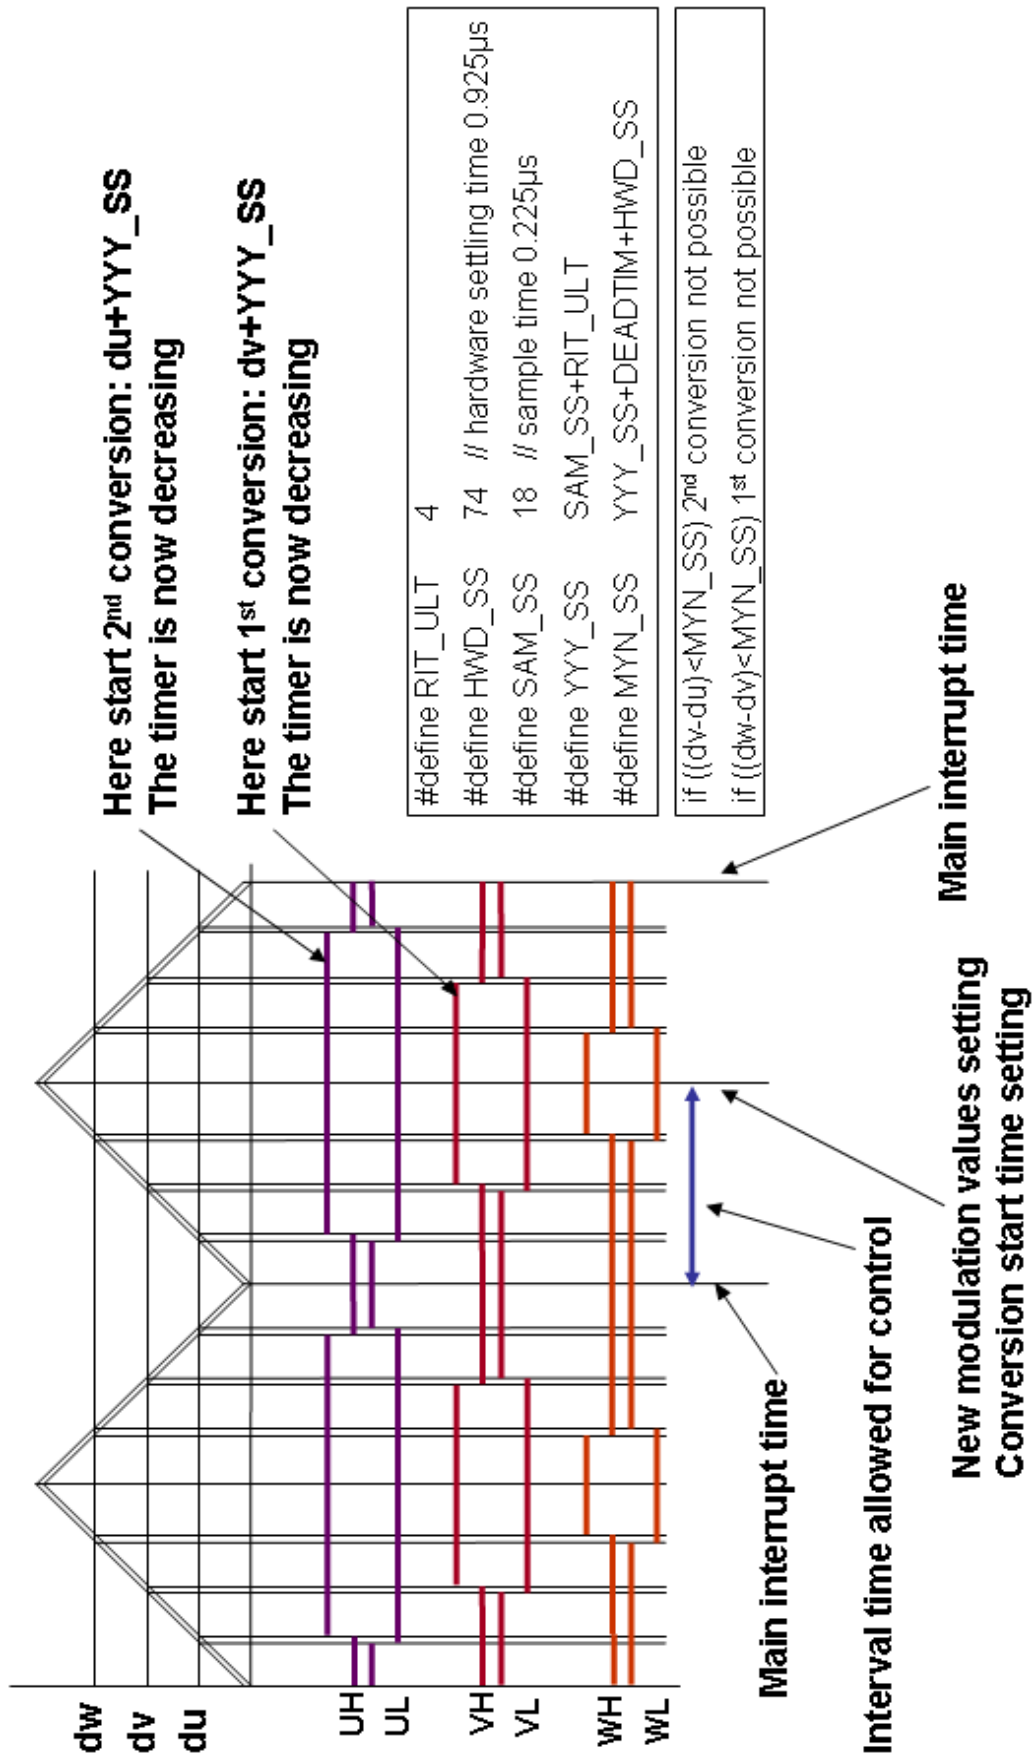 Here start 2nd conversion: du+YYY_SS
The timer is now decreasing
Here start 1st conversion: dv+YYY_SS
The timer is now decreasing
dw
dv
du
UH
UL
VH
VL
WH
WL
#define RIT_ULT 4
#define HWD_SS 74 // hardware settling time 0.925µs
#define SAM_SS 18 // sample time 0.225µs
#define YYY_SS SAM_SS+RIT_ULT
#define MYN_SS YYY_SS+DEADTIM+HWD_SS
if ((dv-du)<MYN_SS) 2nd conversion not possible
if ((dw-dv)<MYN_SS) 1st conversion not possible
Main interrupt time
Main interrupt time
Interval time allowed for control
New modulation values setting
Conversion start time setting